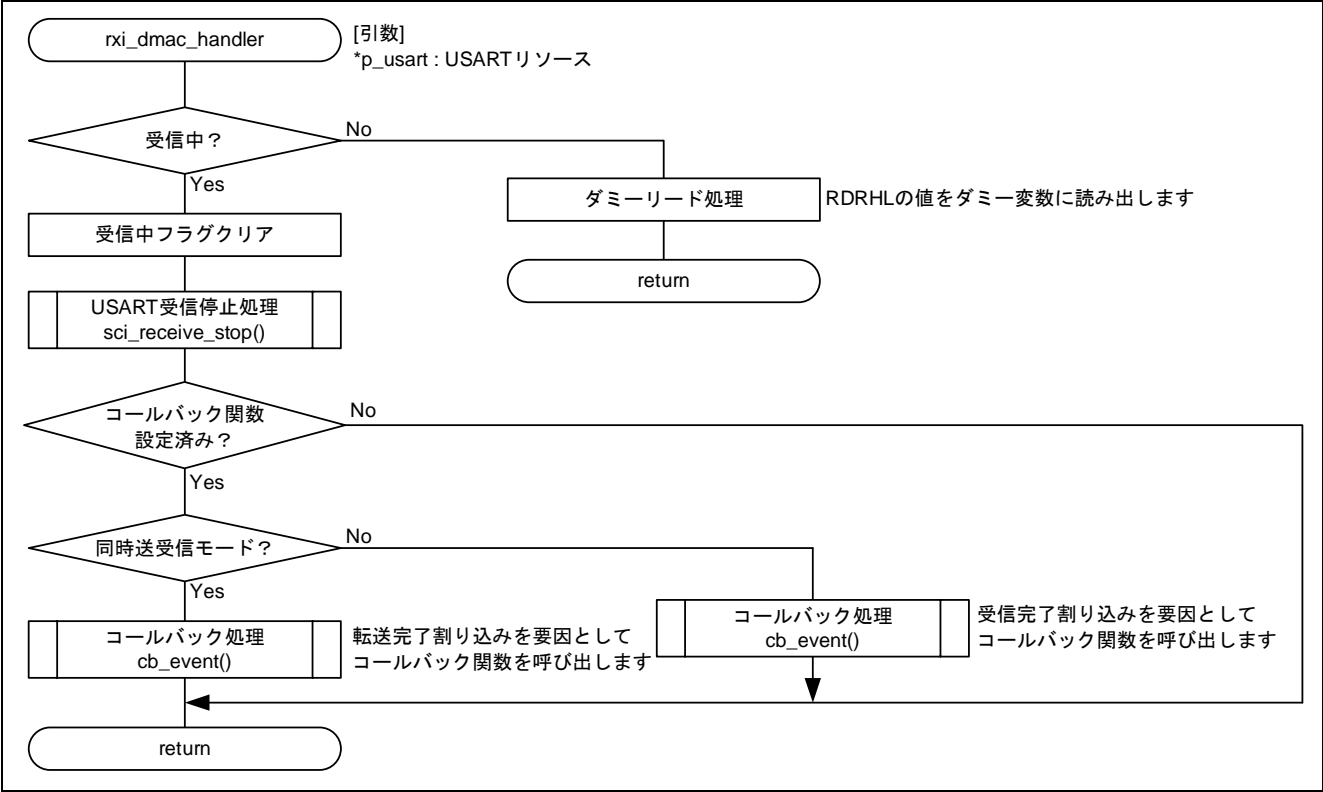 rxi_dmac_handler
[引数]
*p_usart : USARTリソース
受信中？
No
Yes
ダミーリード処理
RDRHLの値をダミー変数に読み出します
受信中フラグクリア
return
USART受信停止処理
sci_receive_stop()
コールバック関数
設定済み？
No
Yes
同時送受信モード？
No
Yes
コールバック処理
cb_event()
転送完了割り込みを要因として
コールバック関数を呼び出します
コールバック処理
cb_event()
受信完了割り込みを要因として
コールバック関数を呼び出します
return